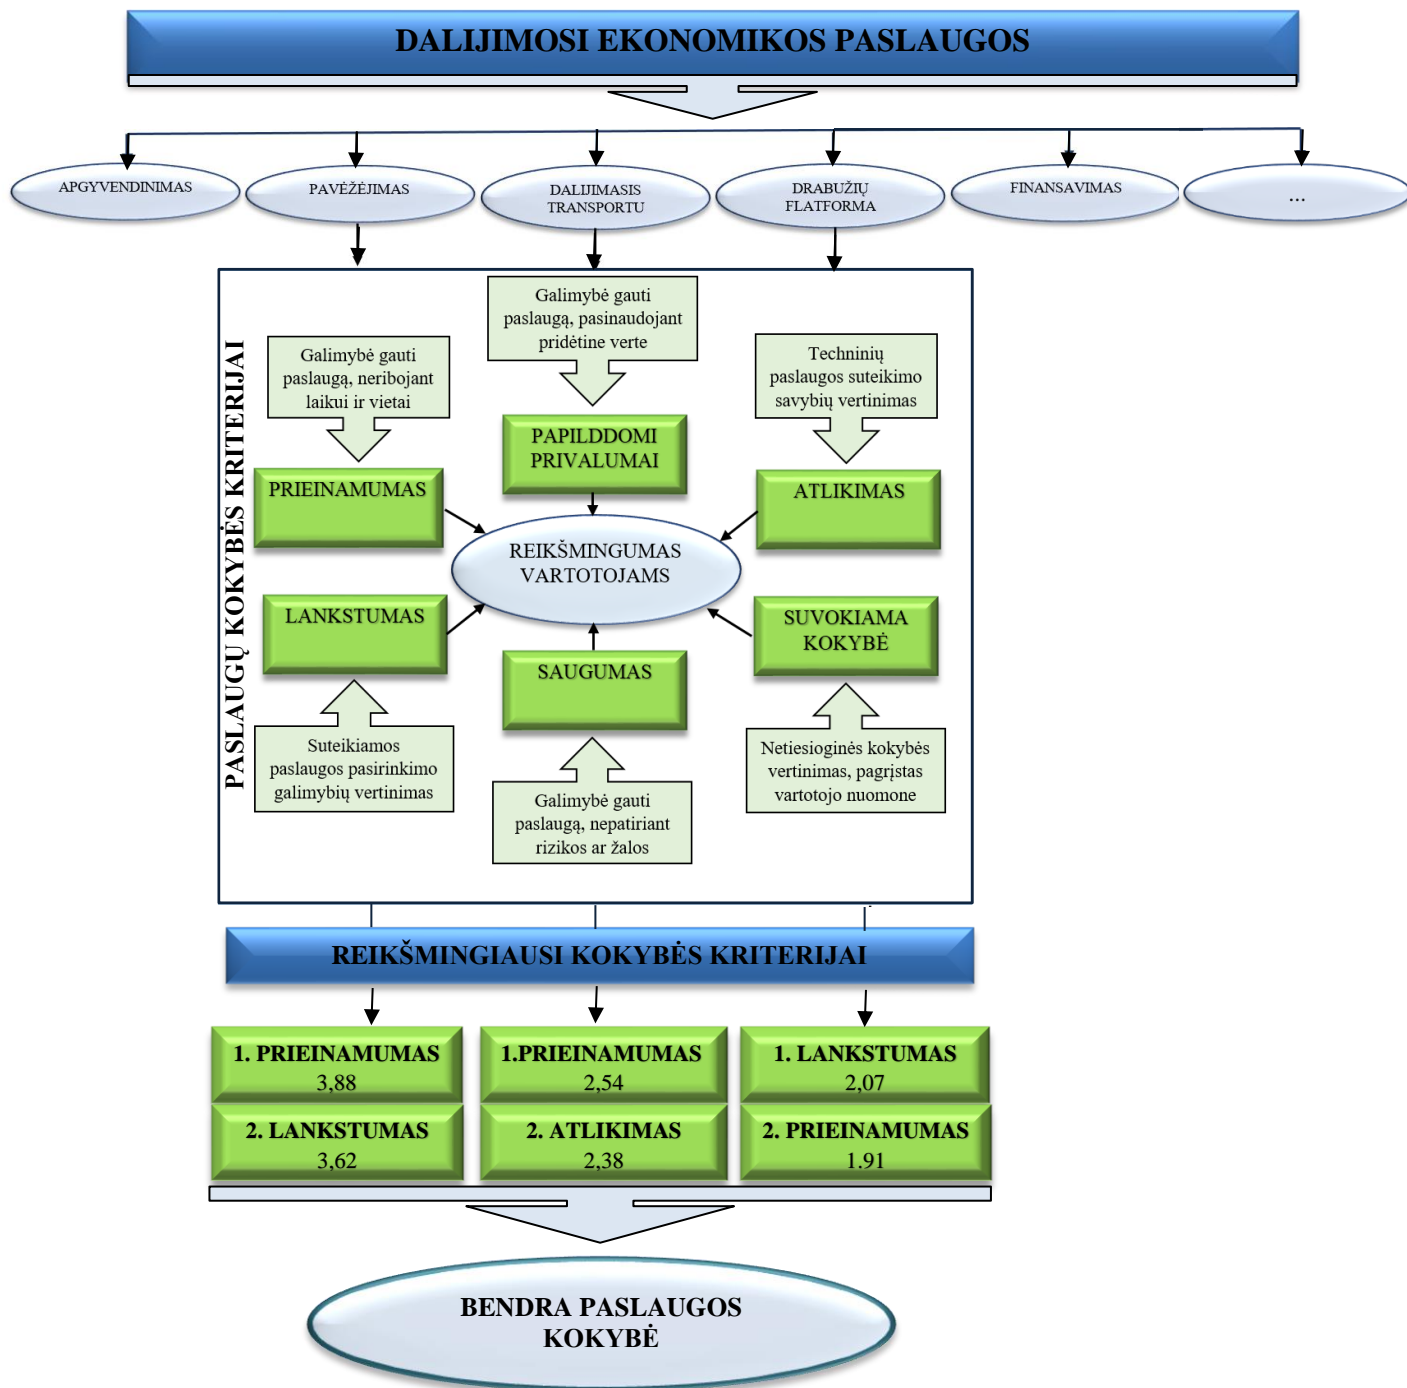 DALIJIMOSI EKONOMIKOS PASLAUGOS
APGYVENDINIMAS
PAVĖŽĖJIMAS
DALIJIMASIS
TRANSPORTU
DRABUŽIŲ
FLATFORMA
FINANSAVIMAS
...
PASLAUGŲ KOKYBĖS KRITERIJAI
Galimybė gauti
paslaugą, neribojant
laikui ir vietai
Galimybė gauti
paslaugą, pasinaudojant
pridėtine verte
Techninių
paslaugos suteikimo
savybių vertinimas
PRIEINAMUMAS
PAPILDDOMI
PRIVALUMAI
ATLIKIMAS
REIKŠMINGUMAS
VARTOTOJAMS
LANKSTUMAS
SAUGUMAS
SUVOKIAMA
KOKYBĖ
Suteikiamos
paslaugos pasirinkimo
galimybių vertinimas
Galimybė gauti
paslaugą, nepatiriant
rizikos ar žalos
Netiesioginės kokybės
vertinimas, pagrįstas
vartotojo nuomone
REIKŠMINGIAUSI KOKYBĖS KRITERIJAI
1. PRIEINAMUMAS
3,88
1.PRIEINAMUMAS
2,54
1. LANKSTUMAS
2,07
2. LANKSTUMAS
3,62
2. ATLIKIMAS
2,38
2. PRIEINAMUMAS
1.91
BENDRA PASLAUGOS
KOKYBĖ